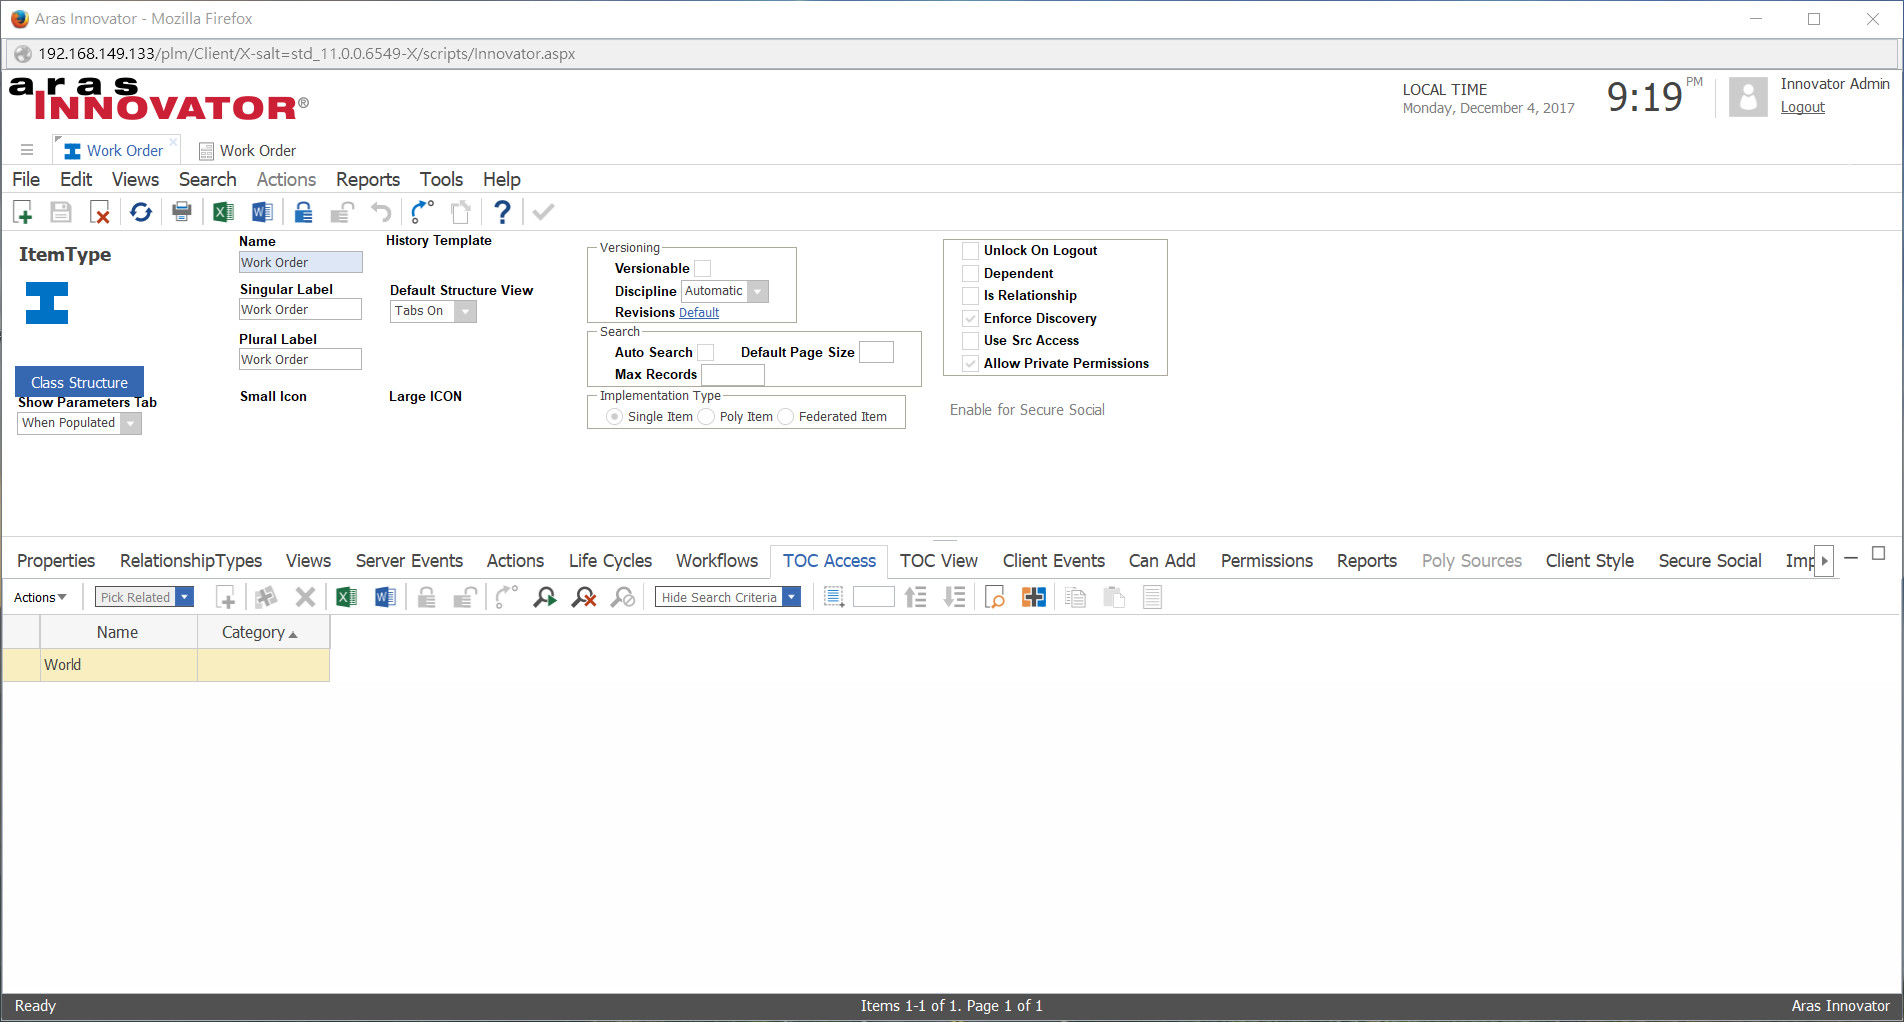 Aras Innovator - Mozilla Firefox
192.168.149.133/plm/Client/X-salt=std_11.0.0.6549-X/scripts/Innovator.aspx
aras
INNOVATOR®
LOCAL TIME
Monday, December 4, 2017
9:19 PM
Innovator Admin
Logout
Work Order Work Order
File Edit Views Search Actions Reports Tools Help
ItemType
Class Structure
Show Parameters Tab
When Populated
Name
Work Order
Singular Label
Work Order
Plural Label
Work Order
Small Icon
History Template
Default Structure View
Tabs On
Large ICON
Versioning
Versionable
Discipline Automatic
Revisions Default
Search
Auto Search Default Page Size
Max Records
Implementation Type
Single Item Poly Item Federated Item
Unlock On Logout
Dependent
Is Relationship
Enforce Discovery
Use Src Access
Allow Private Permissions
Enable for Secure Social
Properties RelationshipTypes Views Server Events Actions Life Cycles Workflows TOC Access TOC View Client Events Can Add Permissions Reports Poly Sources Client Style Secure Social Imp
Actions Pick Related Hide Search Criteria
Name Category
World
Ready Items 1-1 of 1. Page 1 of 1 Aras Innovator